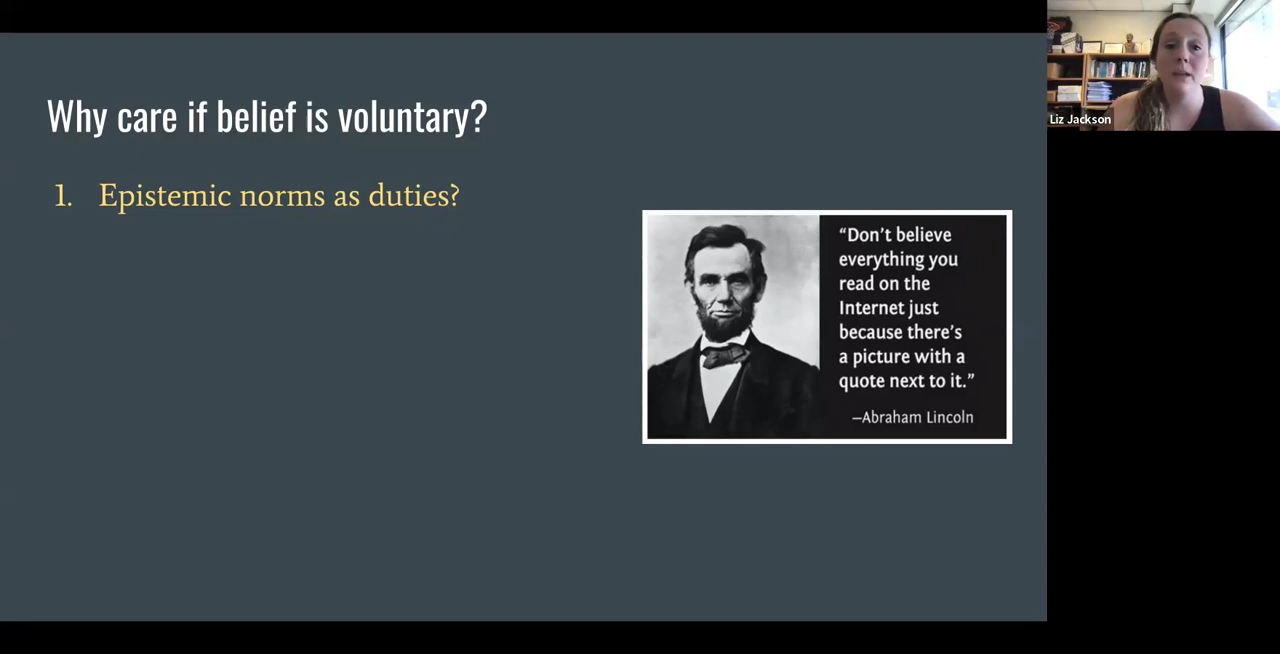 Why care if belief is voluntary?
1. Epistemic norms as duties?
“Don’t believe
everything you
read on the
Internet just
because there’s
a picture with a
quote next to it.”
—Abraham Lincoln
Liz Jackson